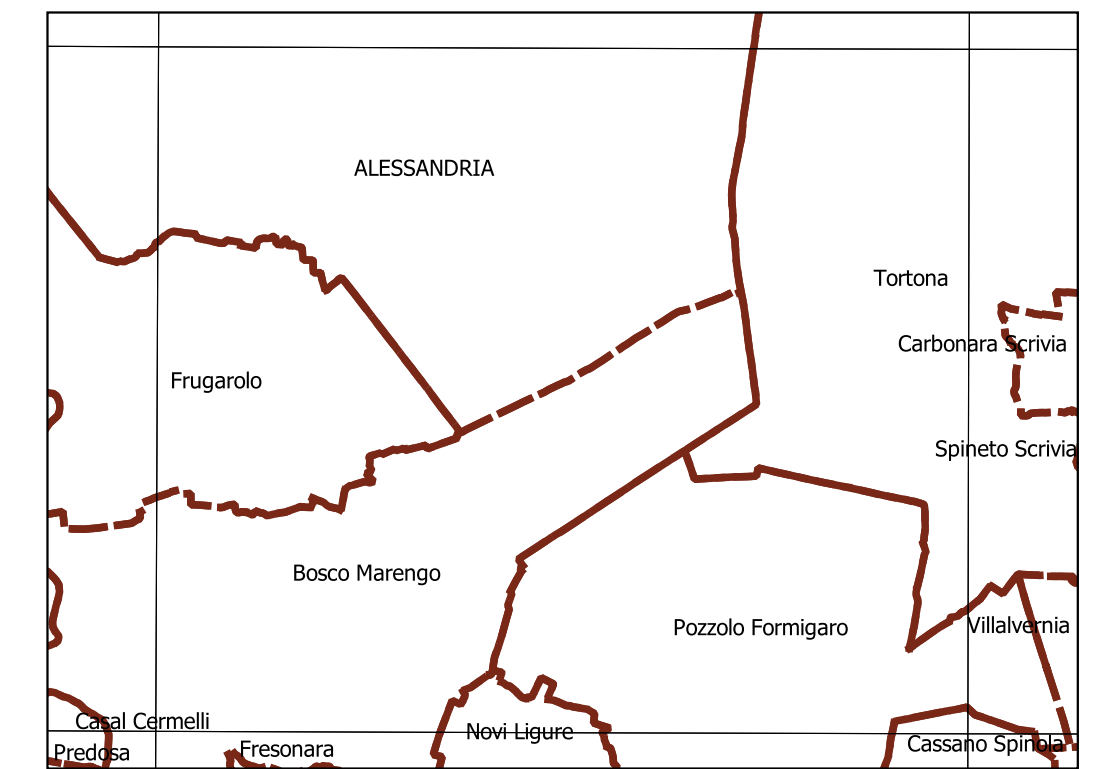 ALESSANDRIA
Tortona
Carbonara Scrivia
Frugarolo
Spineto Scrivia
Bosco Marengo
Pozzolo Formigaro
Villalvernia
Casal Cermelli
Novi Ligure
Cassano Spinola
Predosa
Fresonara